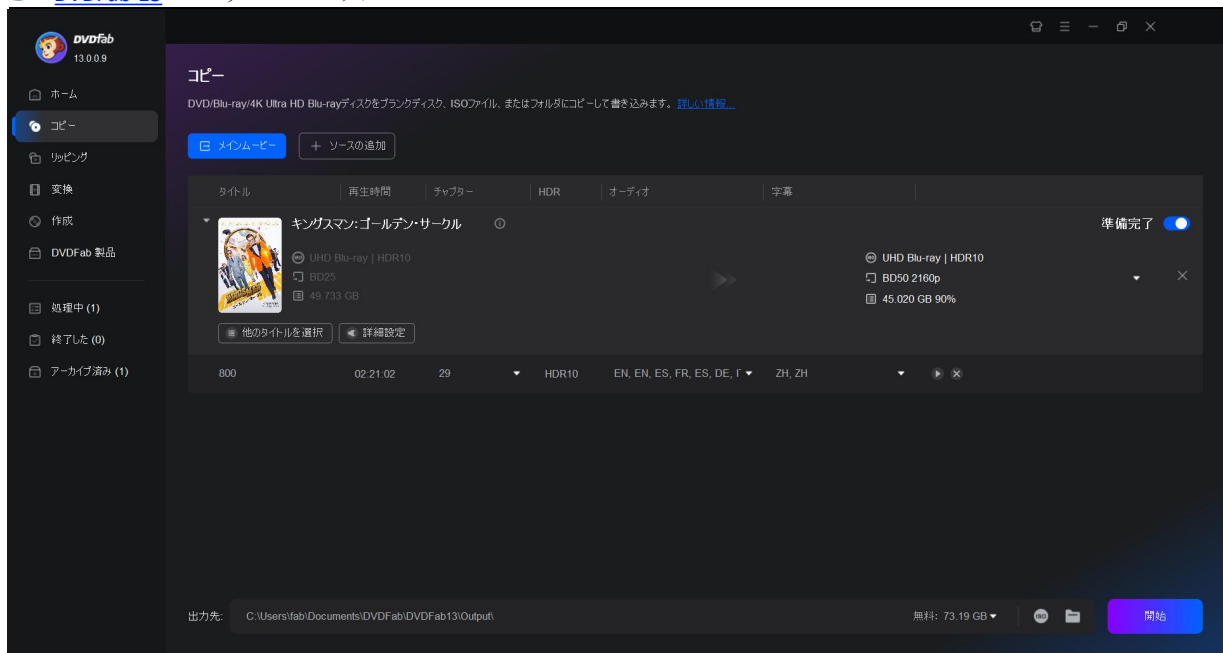 DVDFab 13
DVDFab
13.0.0.9
ホーム
コピー
リッピング
変換
作成
DVDFab 製品
処理中 (1)
終了した (0)
アーカイブ済み (1)
コピー
DVD/Blu-ray/4K Ultra HD Blu-rayディスクをブランクディスク、ISOファイル、またはフォルダにコピーして書き込みます。 詳しい情報...
メインムービー
ソースの追加
タイトル 再生時間 チャプター HDR オーディオ 字幕
キングスマン:ゴールデン・サークル
準備完了
UHD Blu-ray | HDR10
BD25
49.733 GB
UHD Blu-ray | HDR10
BD50 2160p
45.020 GB 90%
他のタイトルを選択
詳細設定
800 02:21:02 29 HDR10 EN, EN, ES, FR, ES, DE, ZH, ZH
出力先: C:\Users\fab\Documents\DVDFab\DVDFab13\Output\
無料: 73.19 GB
ISO
開始